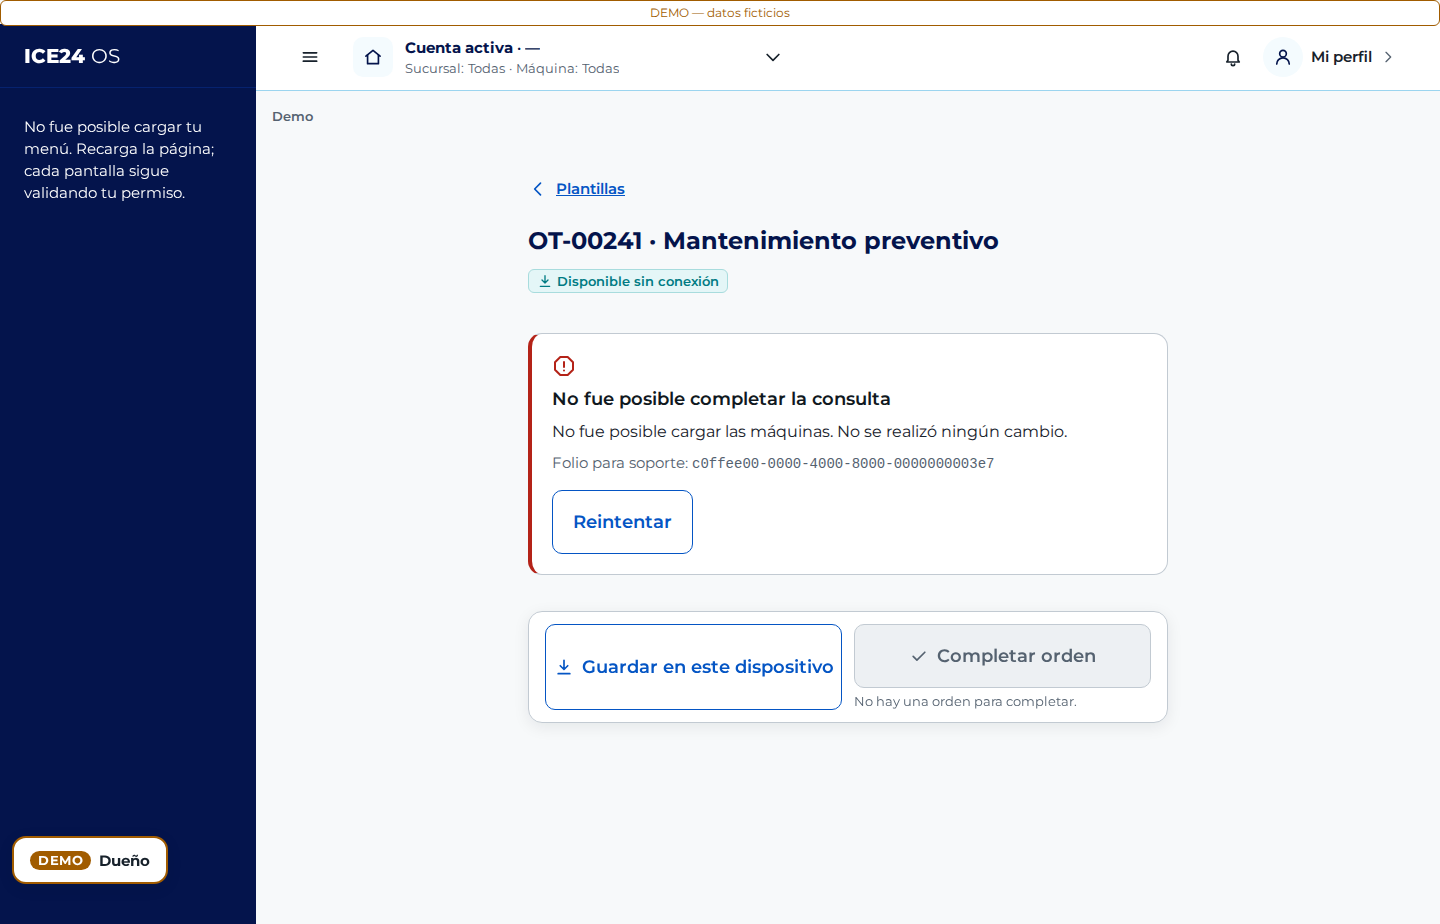 DEMO — datos ficticios
ICE24 OS
Cuenta activa · —
Sucursal: Todas · Máquina: Todas
Mi perfil
No fue posible cargar tu
menú. Recarga la página;
cada pantalla sigue
validando tu permiso.
Demo
Plantillas
OT-00241 · Mantenimiento preventivo
Disponible sin conexión
No fue posible completar la consulta
No fue posible cargar las máquinas. No se realizó ningún cambio.
Folio para soporte: c0ffee00-0000-4000-8000-0000000003e7
Reintentar
Guardar en este dispositivo
Completar orden
No hay una orden para completar.
DEMO Dueño